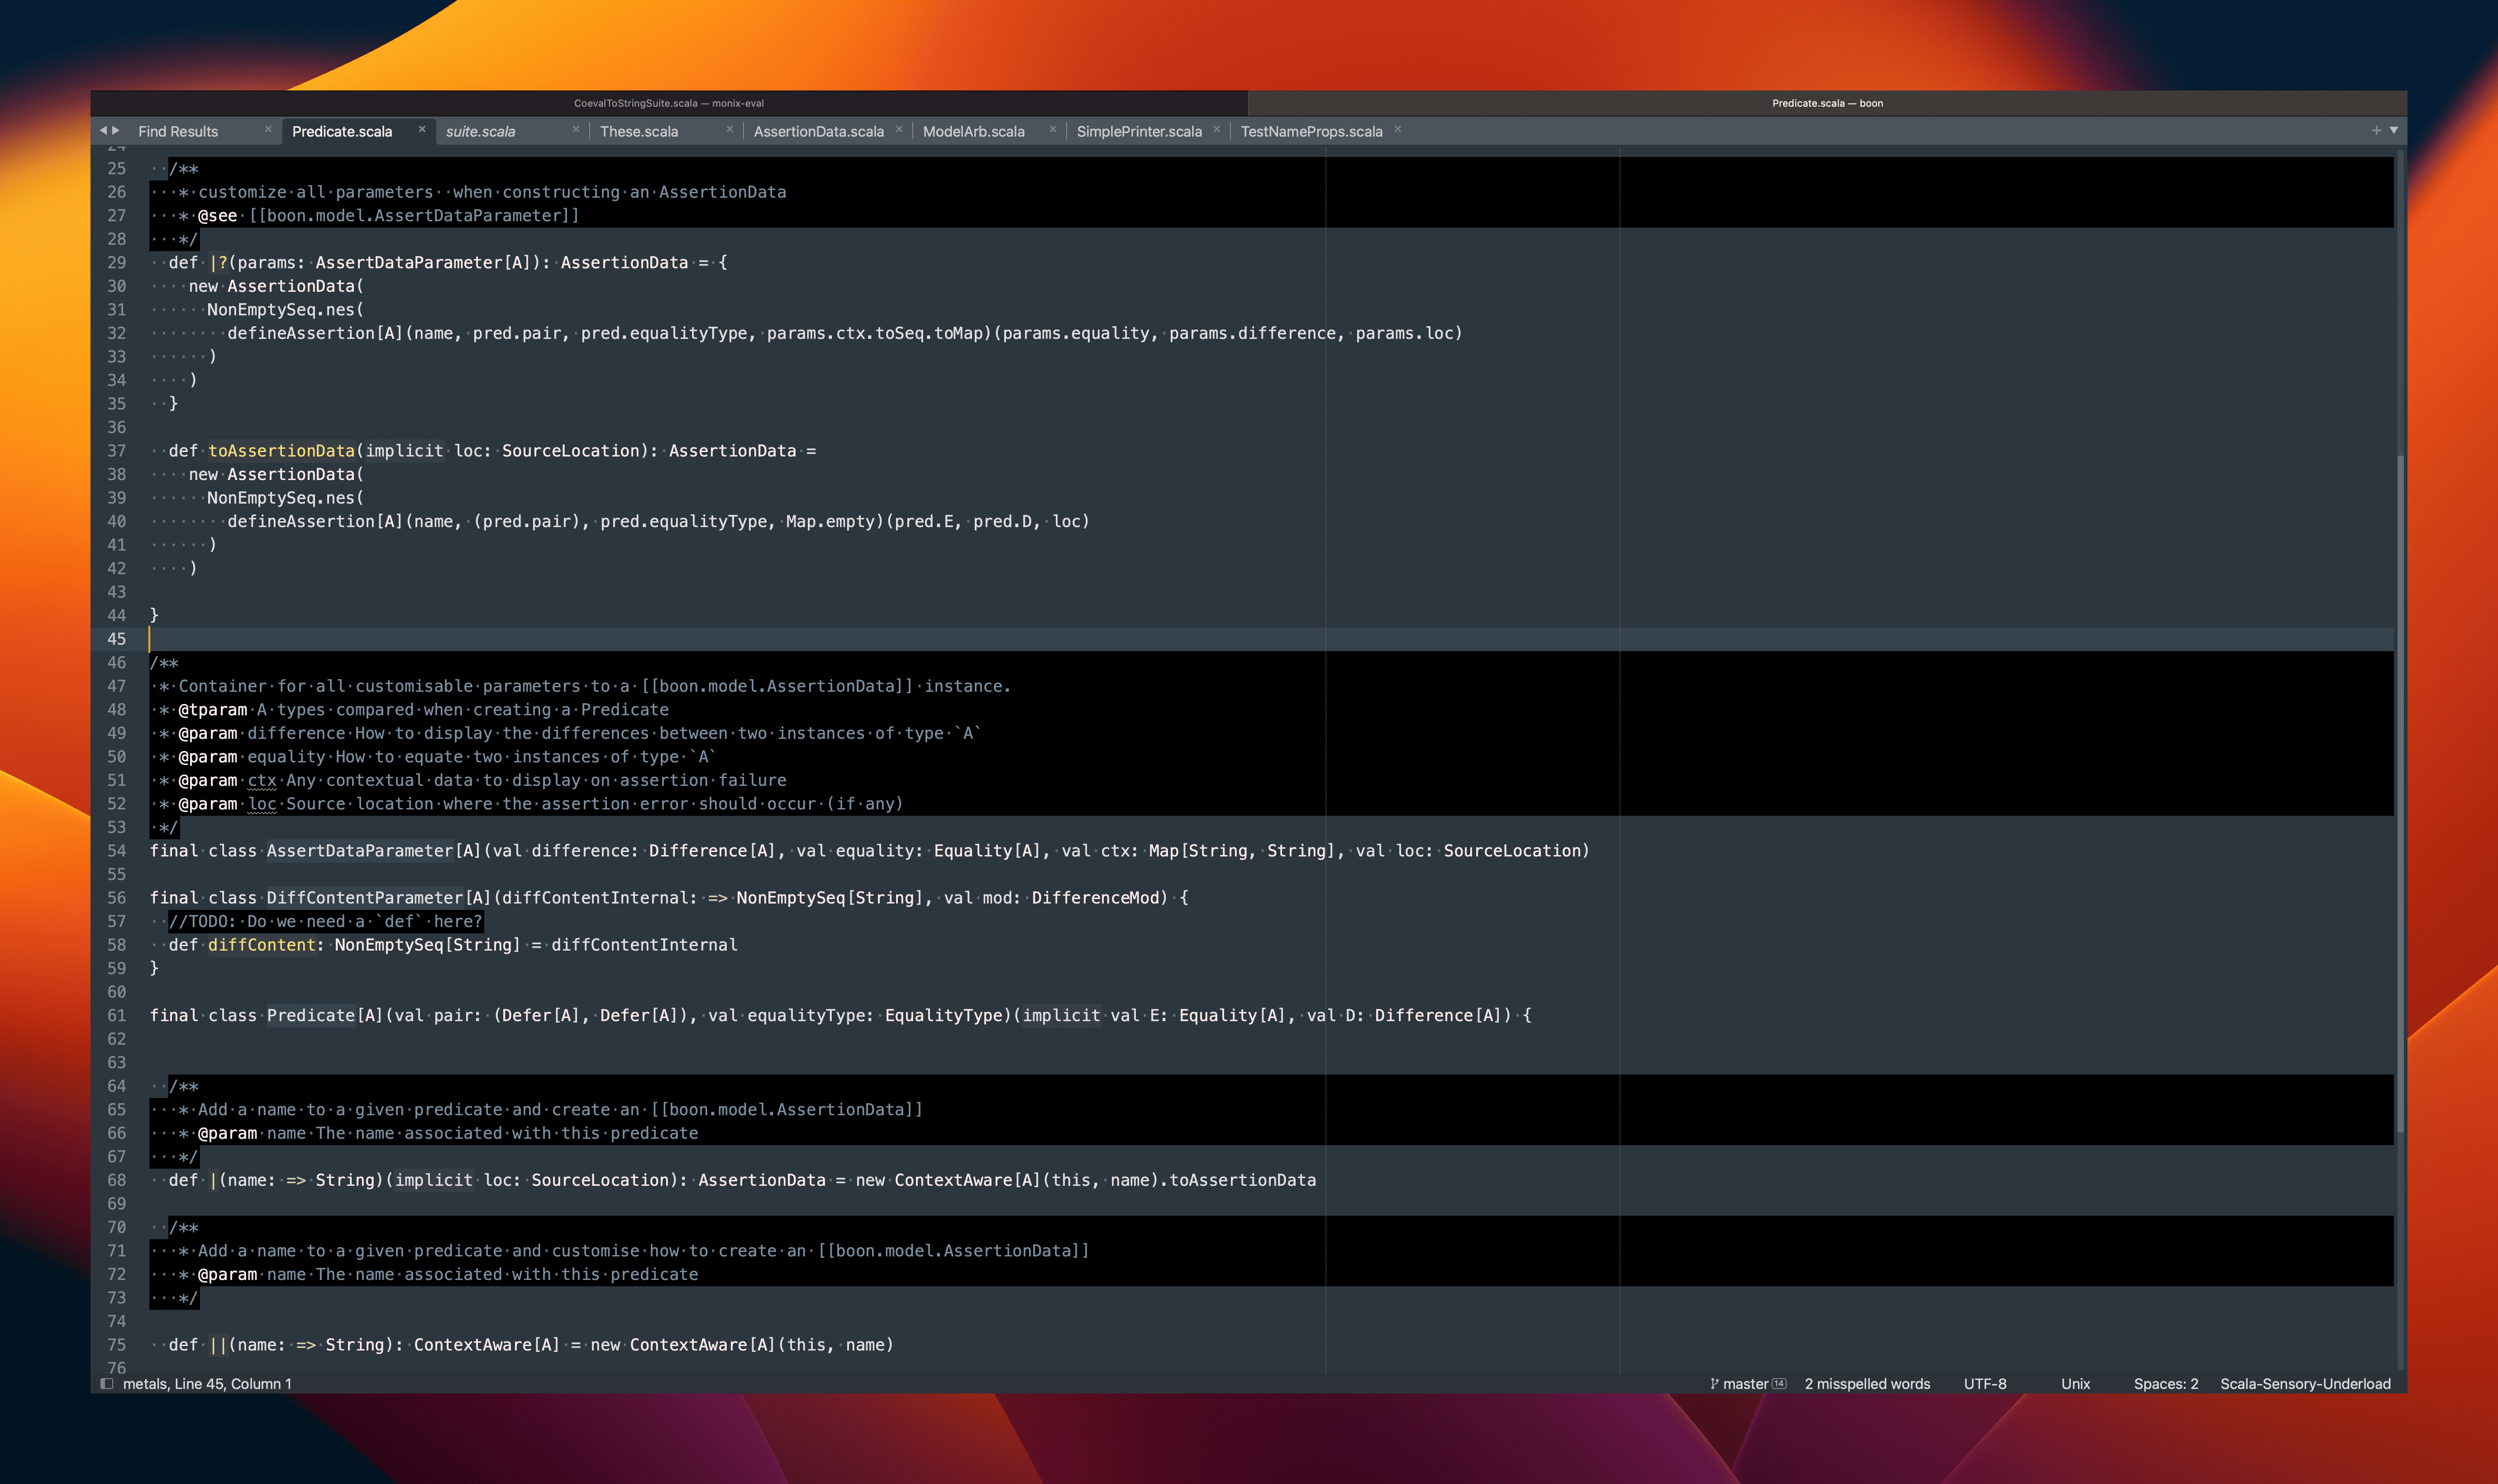 CoevalToStringSuite.scala — monix-eval
Predicate.scala — boon
Find Results × Predicate.scala × suite.scala × These.scala × AssertionData.scala × ModelArb.scala × SimplePrinter.scala × TestNameProps.scala ×
24
25 ··/**
26 ···*·customize·all·parameters··when·constructing·an·AssertionData
27 ···*·@see·[[boon.model.AssertDataParameter]]
28 ···*/
29 ··def·|?(params:·AssertDataParameter[A]):·AssertionData·=·{
30 ····new·AssertionData(
31 ······NonEmptySeq.nes(
32 ········defineAssertion[A](name,·pred.pair,·pred.equalityType,·params.ctx.toSeq.toMap)(params.equality,·params.difference,·params.loc)
33 ······)
34 ····)
35 ··}
36
37 ··def·toAssertionData(implicit·loc:·SourceLocation):·AssertionData·=
38 ····new·AssertionData(
39 ······NonEmptySeq.nes(
40 ········defineAssertion[A](name,·(pred.pair),·pred.equalityType,·Map.empty)(pred.E,·pred.D,·loc)
41 ······)
42 ····)
43
44 }
45
46 /**
47 ·*·Container·for·all·customisable·parameters·to·a·[[boon.model.AssertionData]]·instance.
48 ·*·@tparam·A·types·compared·when·creating·a·Predicate
49 ·*·@param·difference·How·to·display·the·differences·between·two·instances·of·type·`A`
50 ·*·@param·equality·How·to·equate·two·instances·of·type·`A`
51 ·*·@param·ctx·Any·contextual·data·to·display·on·assertion·failure
52 ·*·@param·loc·Source·location·where·the·assertion·error·should·occur·(if·any)
53 ·*/
54 final·class·AssertDataParameter[A](val·difference:·Difference[A],·val·equality:·Equality[A],·val·ctx:·Map[String,·String],·val·loc:·SourceLocation)
55
56 final·class·DiffContentParameter[A](diffContentInternal:·=>·NonEmptySeq[String],·val·mod:·DifferenceMod)·{
57 ··//TODO:·Do·we·need·a·`def`·here?
58 ··def·diffContent:·NonEmptySeq[String]·=·diffContentInternal
59 }
60
61 final·class·Predicate[A](val·pair:·(Defer[A],·Defer[A]),·val·equalityType:·EqualityType)(implicit·val·E:·Equality[A],·val·D:·Difference[A])·{
62
63
64 ··/**
65 ···*·Add·a·name·to·a·given·predicate·and·create·an·[[boon.model.AssertionData]]
66 ···*·@param·name·The·name·associated·with·this·predicate
67 ···*/
68 ··def·|(name:·=>·String)(implicit·loc:·SourceLocation):·AssertionData·=·new·ContextAware[A](this,·name).toAssertionData
69
70 ··/**
71 ···*·Add·a·name·to·a·given·predicate·and·customise·how·to·create·an·[[boon.model.AssertionData]]
72 ···*·@param·name·The·name·associated·with·this·predicate
73 ···*/
74
75 ··def·||(name:·=>·String):·ContextAware[A]·=·new·ContextAware[A](this,·name)
76
metals, Line 45, Column 1 master 14 2 misspelled words UTF-8 Unix Spaces: 2 Scala-Sensory-Underload